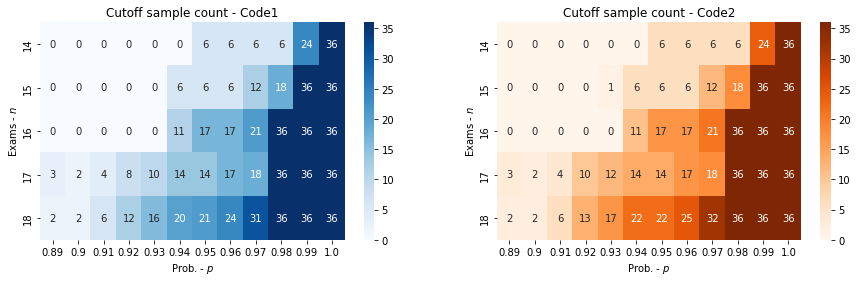 Cutoff sample count - Code1
14 0 0 0 0 0 0 6 6 6 6 24 36
15 0 0 0 0 0 6 6 6 12 18 36 36
16 0 0 0 0 0 11 17 17 21 36 36 36
17 3 2 4 8 10 14 14 17 18 36 36 36
18 2 2 6 12 16 20 21 24 31 36 36 36
0.89 0.9 0.91 0.92 0.93 0.94 0.95 0.96 0.97 0.98 0.99 1.0
Exams - n
Prob. - p
35
30
25
20
15
10
5
0
Cutoff sample count - Code2
14 0 0 0 0 0 0 6 6 6 6 24 36
15 0 0 0 0 1 6 6 6 12 18 36 36
16 0 0 0 0 0 11 17 17 21 36 36 36
17 3 2 4 10 12 14 14 17 18 36 36 36
18 2 2 6 13 17 22 22 25 32 36 36 36
0.89 0.9 0.91 0.92 0.93 0.94 0.95 0.96 0.97 0.98 0.99 1.0
Exams - n
Prob. - p
35
30
25
20
15
10
5
0